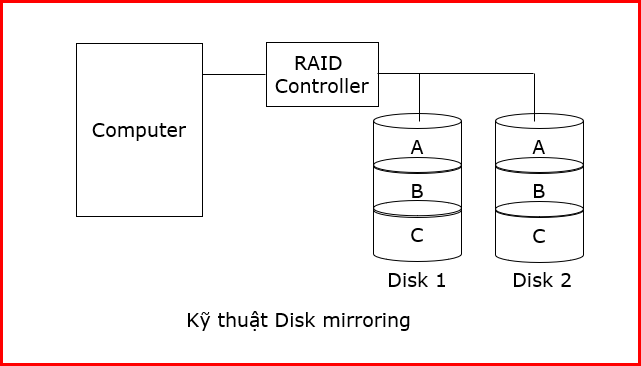 RAID
Controller
Computer
A
A
B
B
C
C
Disk 1
Disk 2
Kỹ thuật Disk mirroring